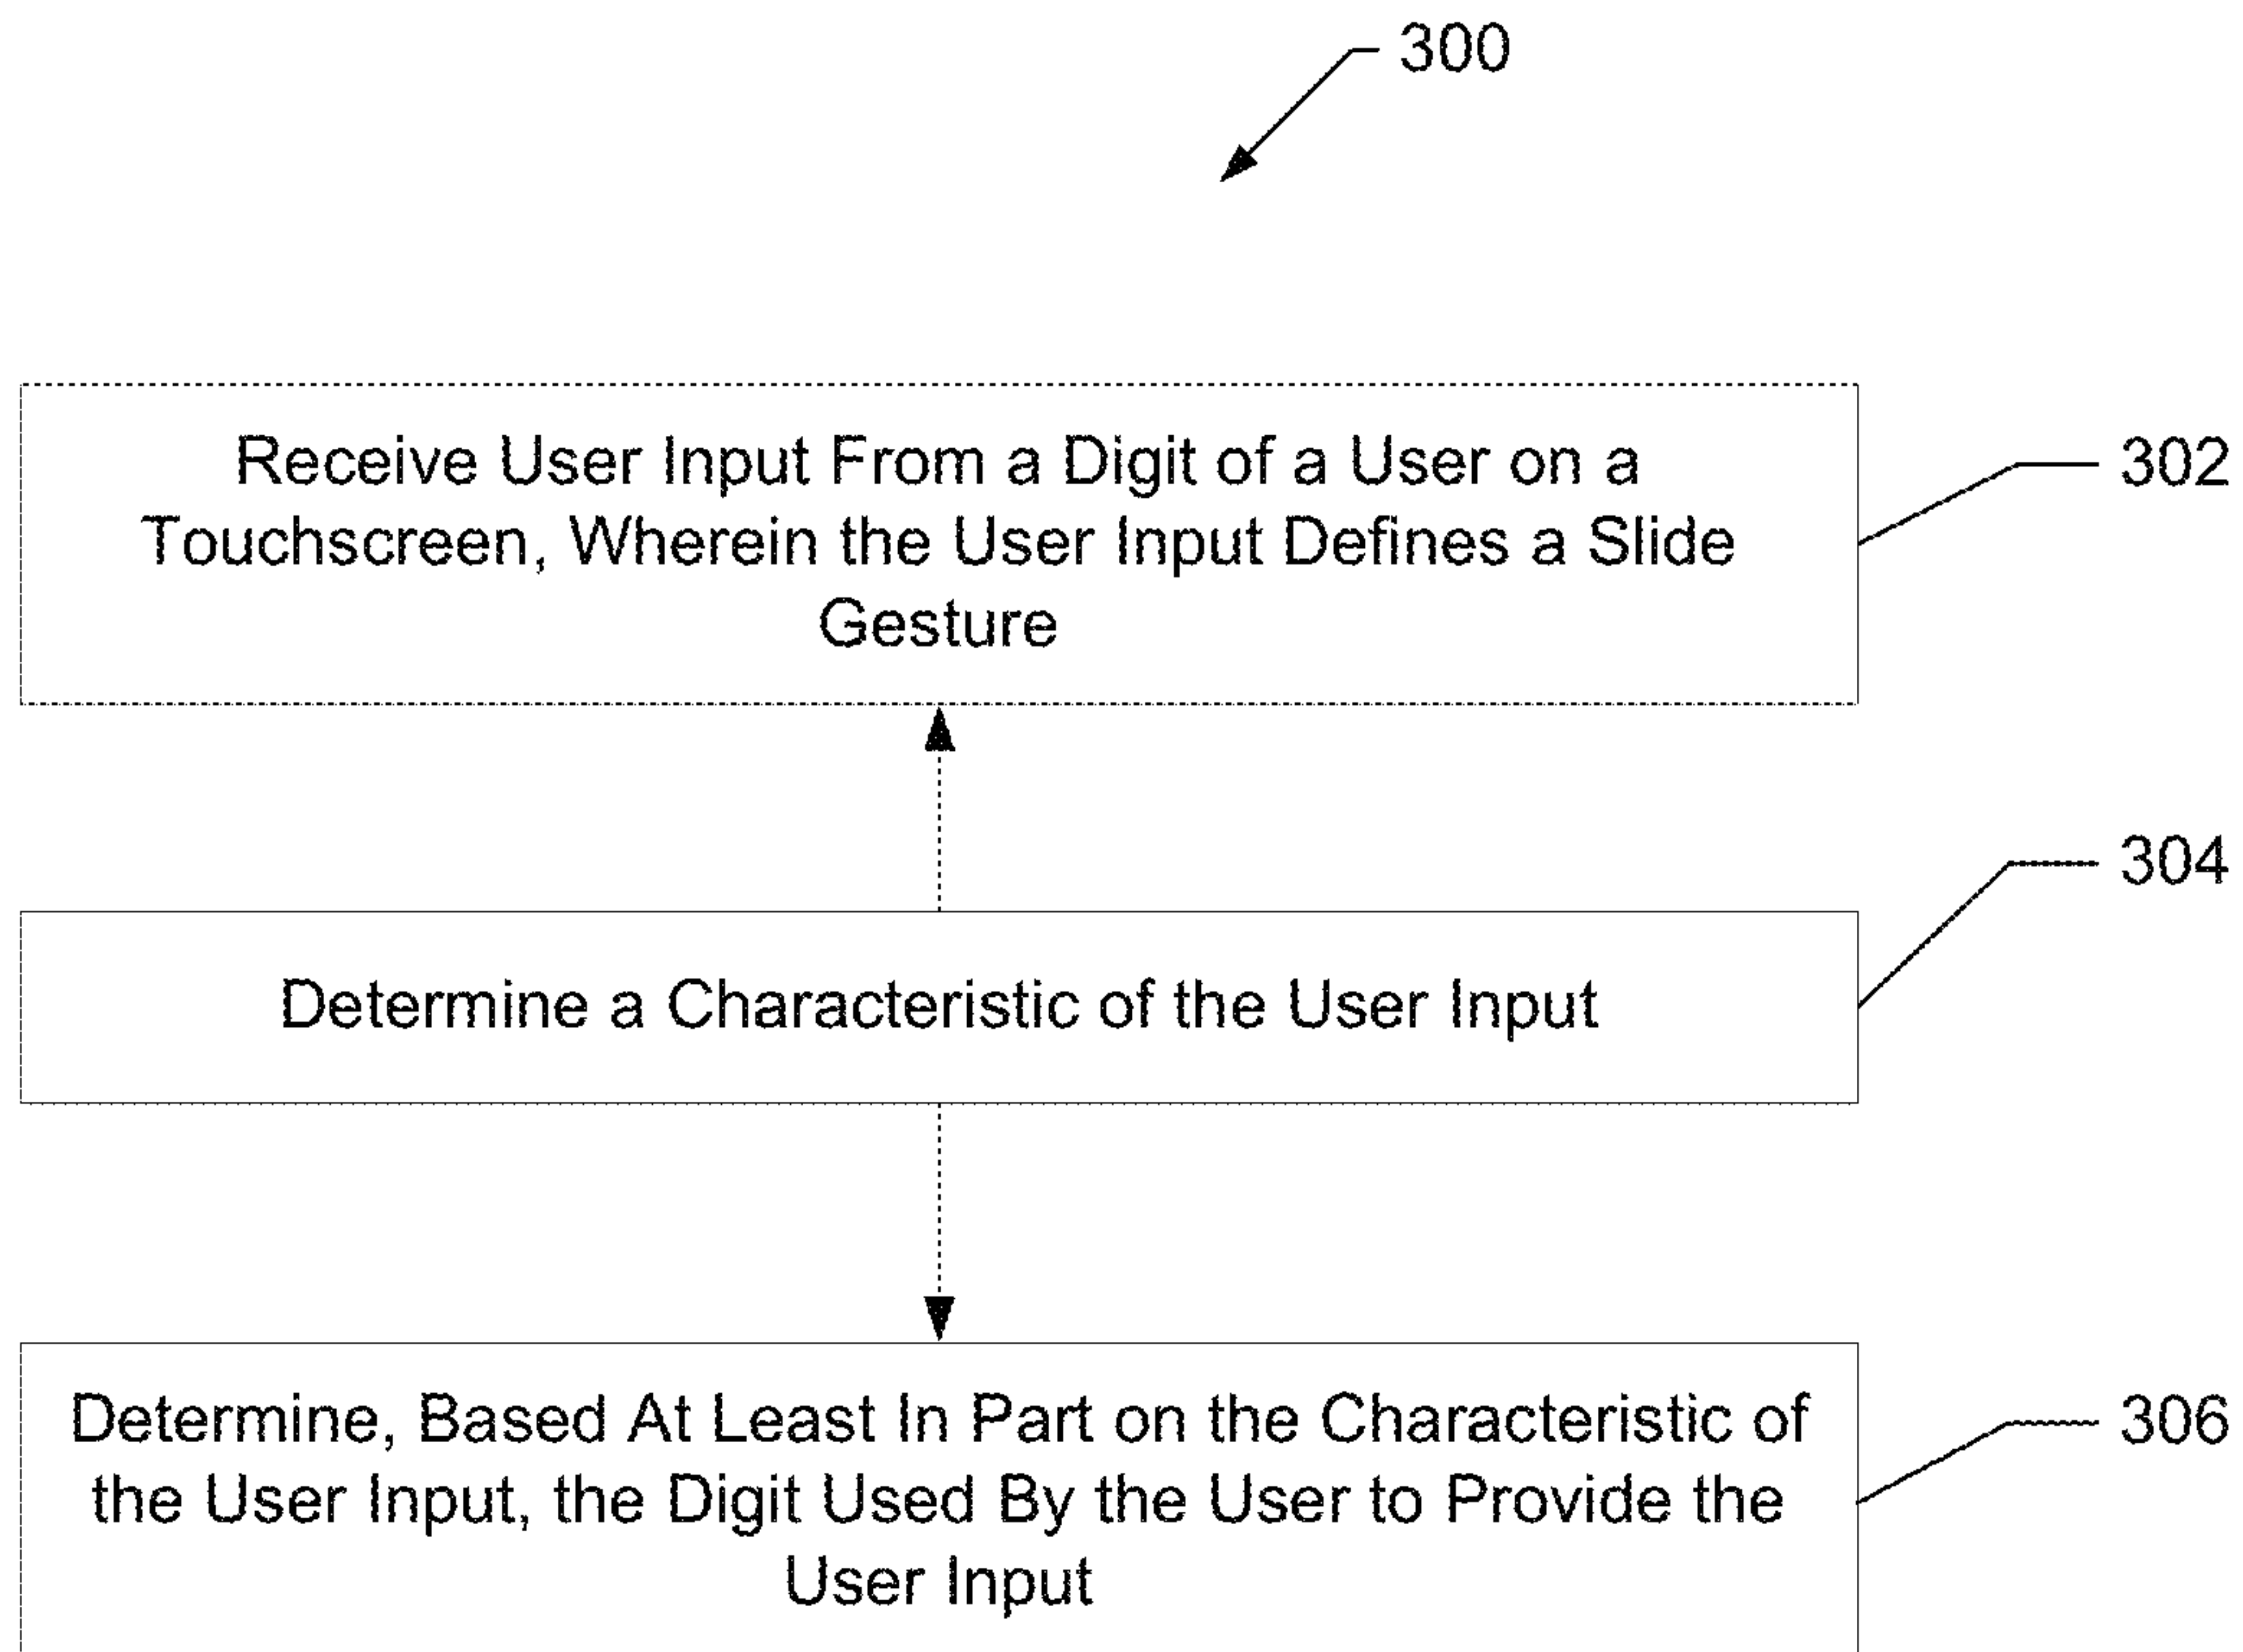 300
Receive User Input From a Digit of a User on a
Touchscreen, Wherein the User Input Defines a Slide
Gesture
302
304
Determine a Characteristic of the User Input
Determine, Based At Least In Part on the Characteristic of
the User Input, the Digit Used By the User to Provide the
User Input
306